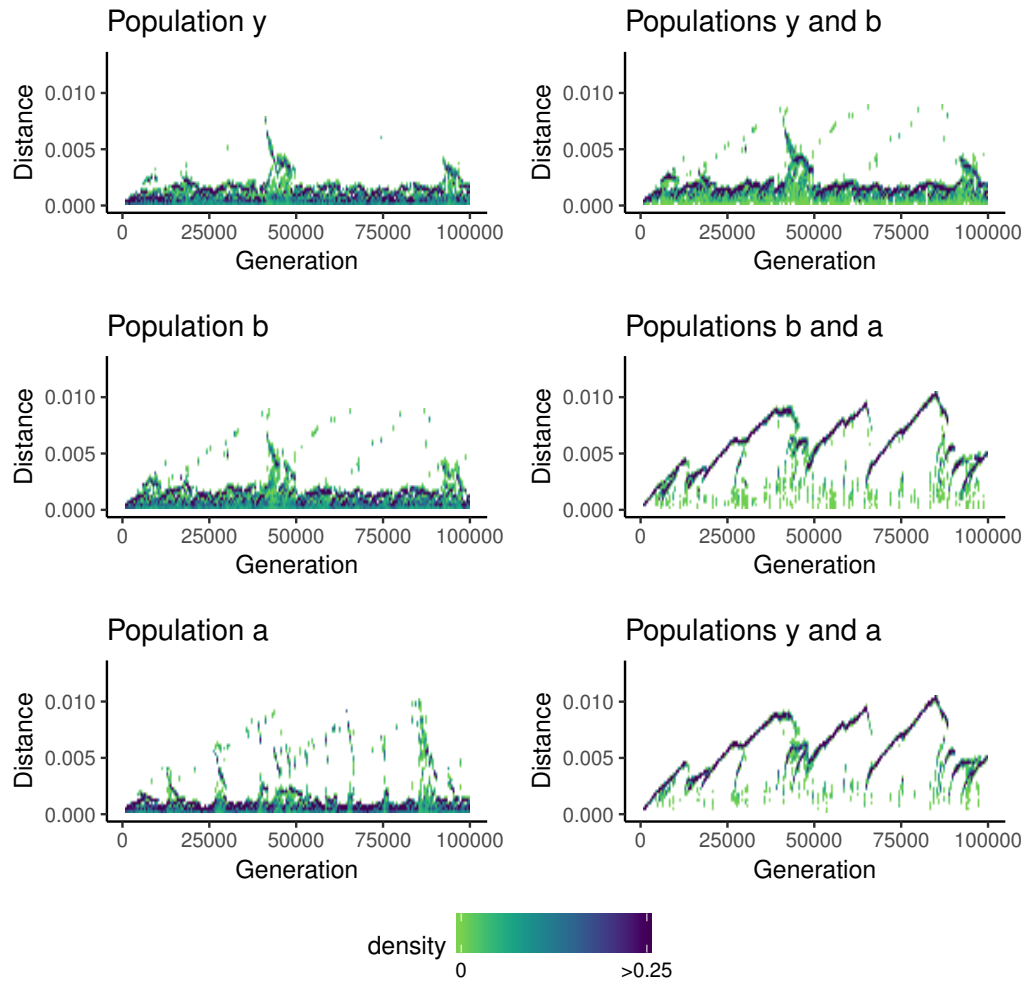 Population y
Populations y and b
Distance
0.010
0.005
0.000
0 25000 50000 75000 100000
Generation
Distance
0.010
0.005
0.000
0 25000 50000 75000 100000
Generation
Population b
Populations b and a
Distance
0.010
0.005
0.000
0 25000 50000 75000 100000
Generation
Distance
0.010
0.005
0.000
0 25000 50000 75000 100000
Generation
Population a
Populations y and a
Distance
0.010
0.005
0.000
0 25000 50000 75000 100000
Generation
Distance
0.010
0.005
0.000
0 25000 50000 75000 100000
Generation
density
0 >0.25